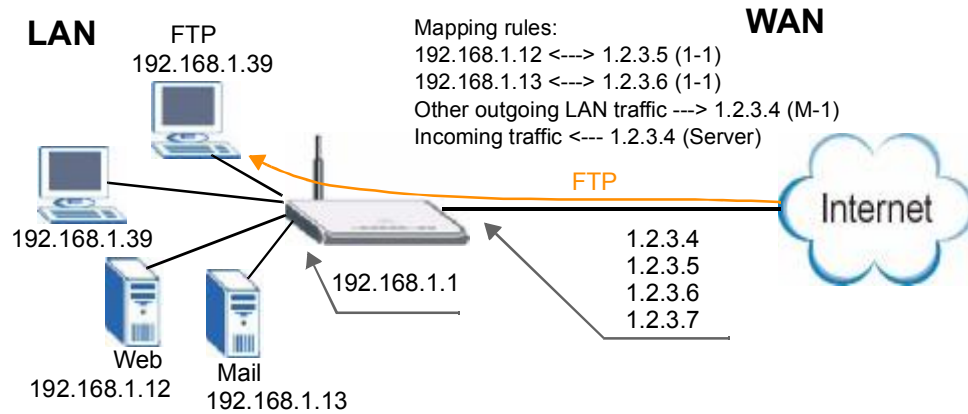 LAN
FTP
192.168.1.39
Mapping rules:
192.168.1.12 <---> 1.2.3.5 (1-1)
192.168.1.13 <---> 1.2.3.6 (1-1)
Other outgoing LAN traffic ---> 1.2.3.4 (M-1)
Incoming traffic <--- 1.2.3.4 (Server)
WAN
FTP
Internet
192.168.1.39
192.168.1.1
1.2.3.4
1.2.3.5
1.2.3.6
1.2.3.7
Web
192.168.1.12
Mail
192.168.1.13